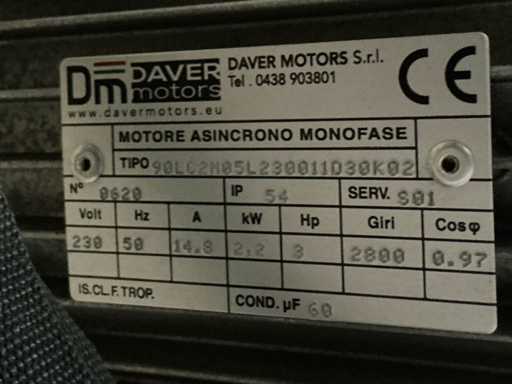 DM DAVER motors
DAVER MOTORS S.r.l.
Tel. 0438 903801
CE
www.davermotors.eu
MOTORE ASINCRONO MONOFASE
TIPO 90LC2M05L230011D30K02
N° 0620 IP 54 SERV. S01
Volt Hz A kW Hp Giri Cosφ
230 50 14.8 2,2 3 2800 0.97
IS.CL.F.TROP. COND. µF 60